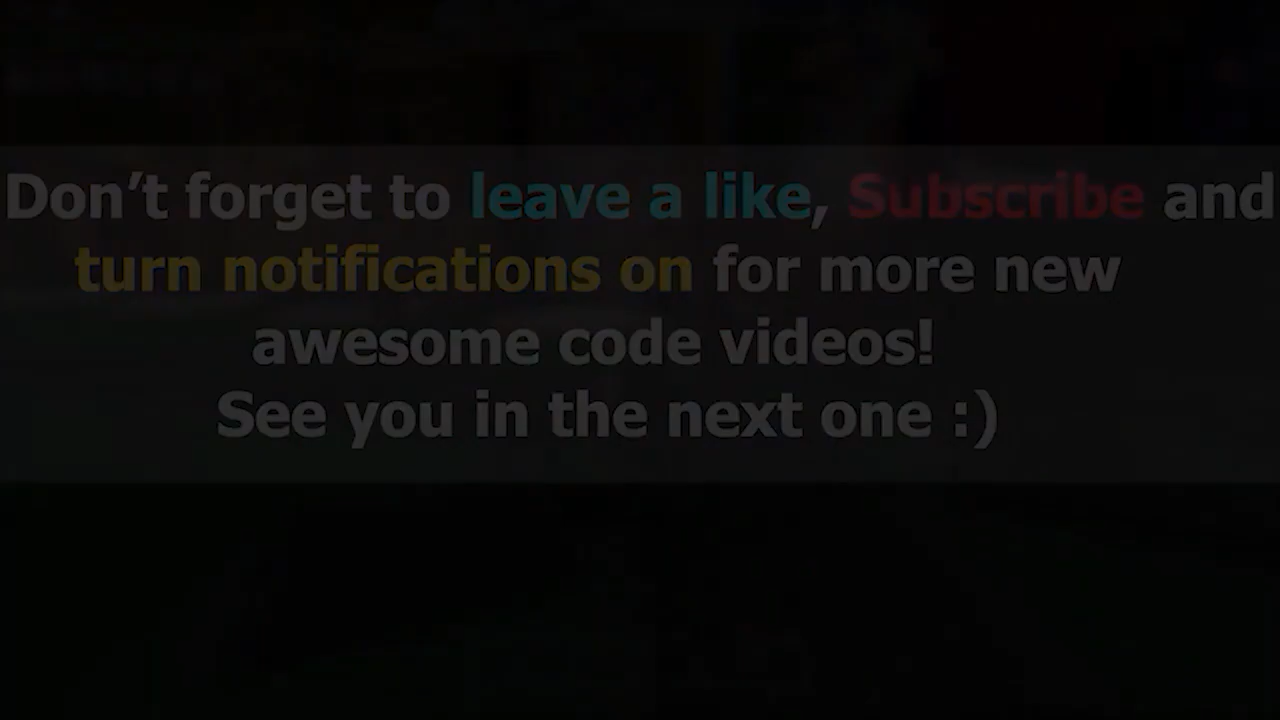 Don’t forget to leave a like, Subscribe and
turn notifications on for more new
awesome code videos!
See you in the next one :)